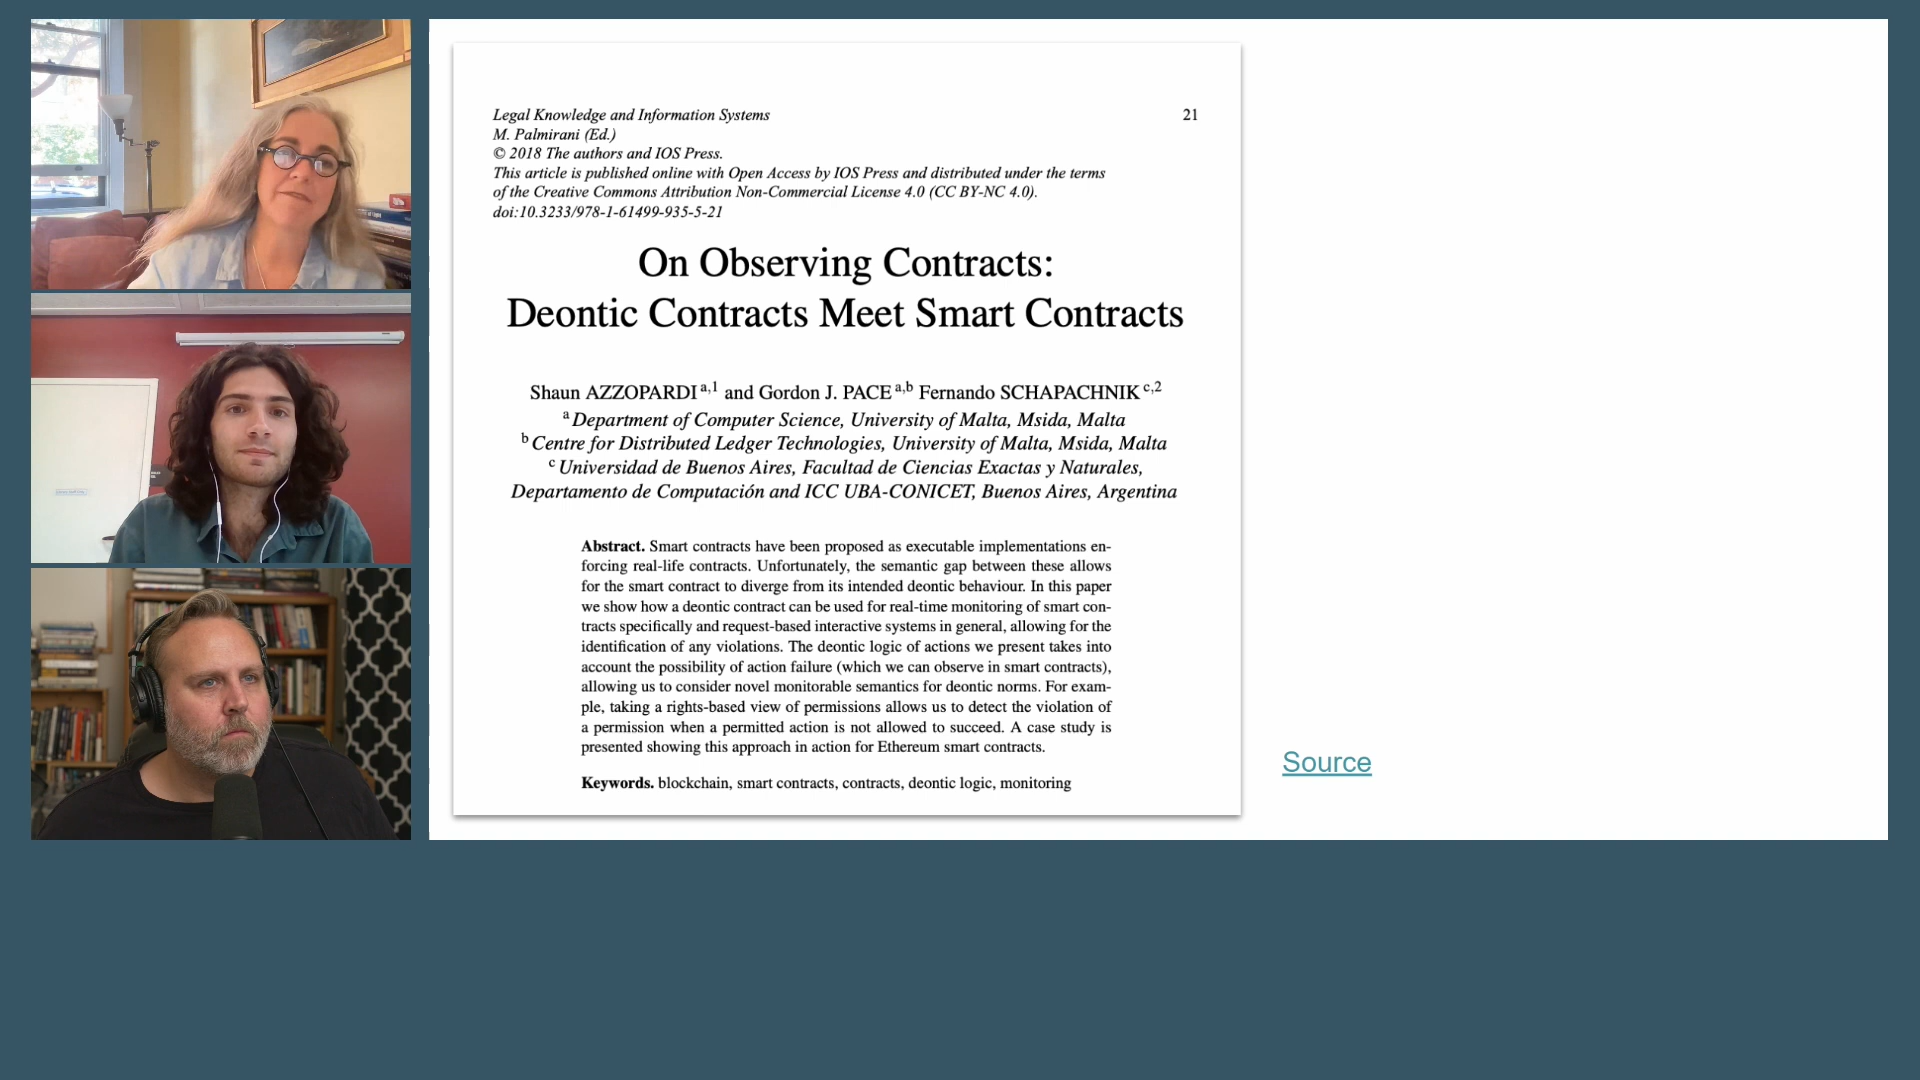 Legal Knowledge and Information Systems
21
M. Palmirani (Ed.)
© 2018 The authors and IOS Press.
This article is published online with Open Access by IOS Press and distributed under the terms
of the Creative Commons Attribution Non-Commercial License 4.0 (CC BY-NC 4.0).
doi:10.3233/978-1-61499-935-5-21
On Observing Contracts:
Deontic Contracts Meet Smart Contracts
Shaun AZZOPARDI a,1 and Gordon J. PACE a,b Fernando SCHAPACHNIK c,2
a Department of Computer Science, University of Malta, Msida, Malta
b Centre for Distributed Ledger Technologies, University of Malta, Msida, Malta
c Universidad de Buenos Aires, Facultad de Ciencias Exactas y Naturales,
Departamento de Computación and ICC UBA-CONICET, Buenos Aires, Argentina
Abstract. Smart contracts have been proposed as executable implementations en-
forcing real-life contracts. Unfortunately, the semantic gap between these allows
for the smart contract to diverge from its intended deontic behaviour. In this paper
we show how a deontic contract can be used for real-time monitoring of smart con-
tracts specifically and request-based interactive systems in general, allowing for the
identification of any violations. The deontic logic of actions we present takes into
account the possibility of action failure (which we can observe in smart contracts),
allowing us to consider novel monitorable semantics for deontic norms. For exam-
ple, taking a rights-based view of permissions allows us to detect the violation of
a permission when a permitted action is not allowed to succeed. A case study is
presented showing this approach in action for Ethereum smart contracts.
Keywords. blockchain, smart contracts, contracts, deontic logic, monitoring
Source